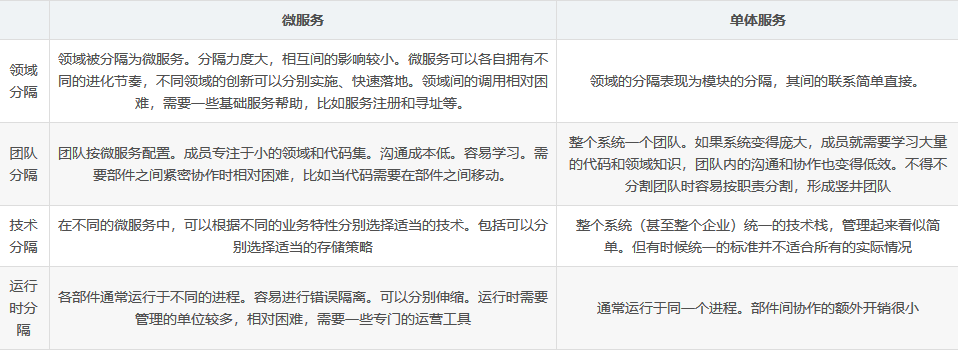 微服务
单体服务
领域
分隔
领域被分隔为微服务。分隔力度大，相互间的影响较小。微服务可以各自拥有不
同的进化节奏，不同领域的创新可以分别实施、快速落地。领域间的调用相对困
难，需要一些基础服务帮助，比如服务注册和寻址等。
领域的分隔表现为模块的分隔，其间的联系简单直接。
团队
分隔
团队按微服务配置。成员专注于小的领域和代码集。沟通成本低。容易学习。需
要部件之间紧密协作时相对困难，比如当代码需要在部件之间移动。
整个系统一个团队。如果系统变得庞大，成员就需要学习大量
的代码和领域知识，团队内的沟通和协作也变得低效。不得不
分割团队时容易按职责分割，形成竖井团队
技术
分隔
在不同的微服务中，可以根据不同的业务特性分别选择适当的技术。包括可以分
别选择适当的存储策略
整个系统（甚至整个企业）统一的技术栈，管理起来看似简
单。但有时候统一的标准并不适合所有的实际情况
运行
时分
隔
各部件通常运行于不同的进程。容易进行错误隔离。可以分别伸缩。运行时需要
管理的单位较多，相对困难，需要一些专门的运营工具
通常运行于同一个进程。部件间协作的额外开销很小